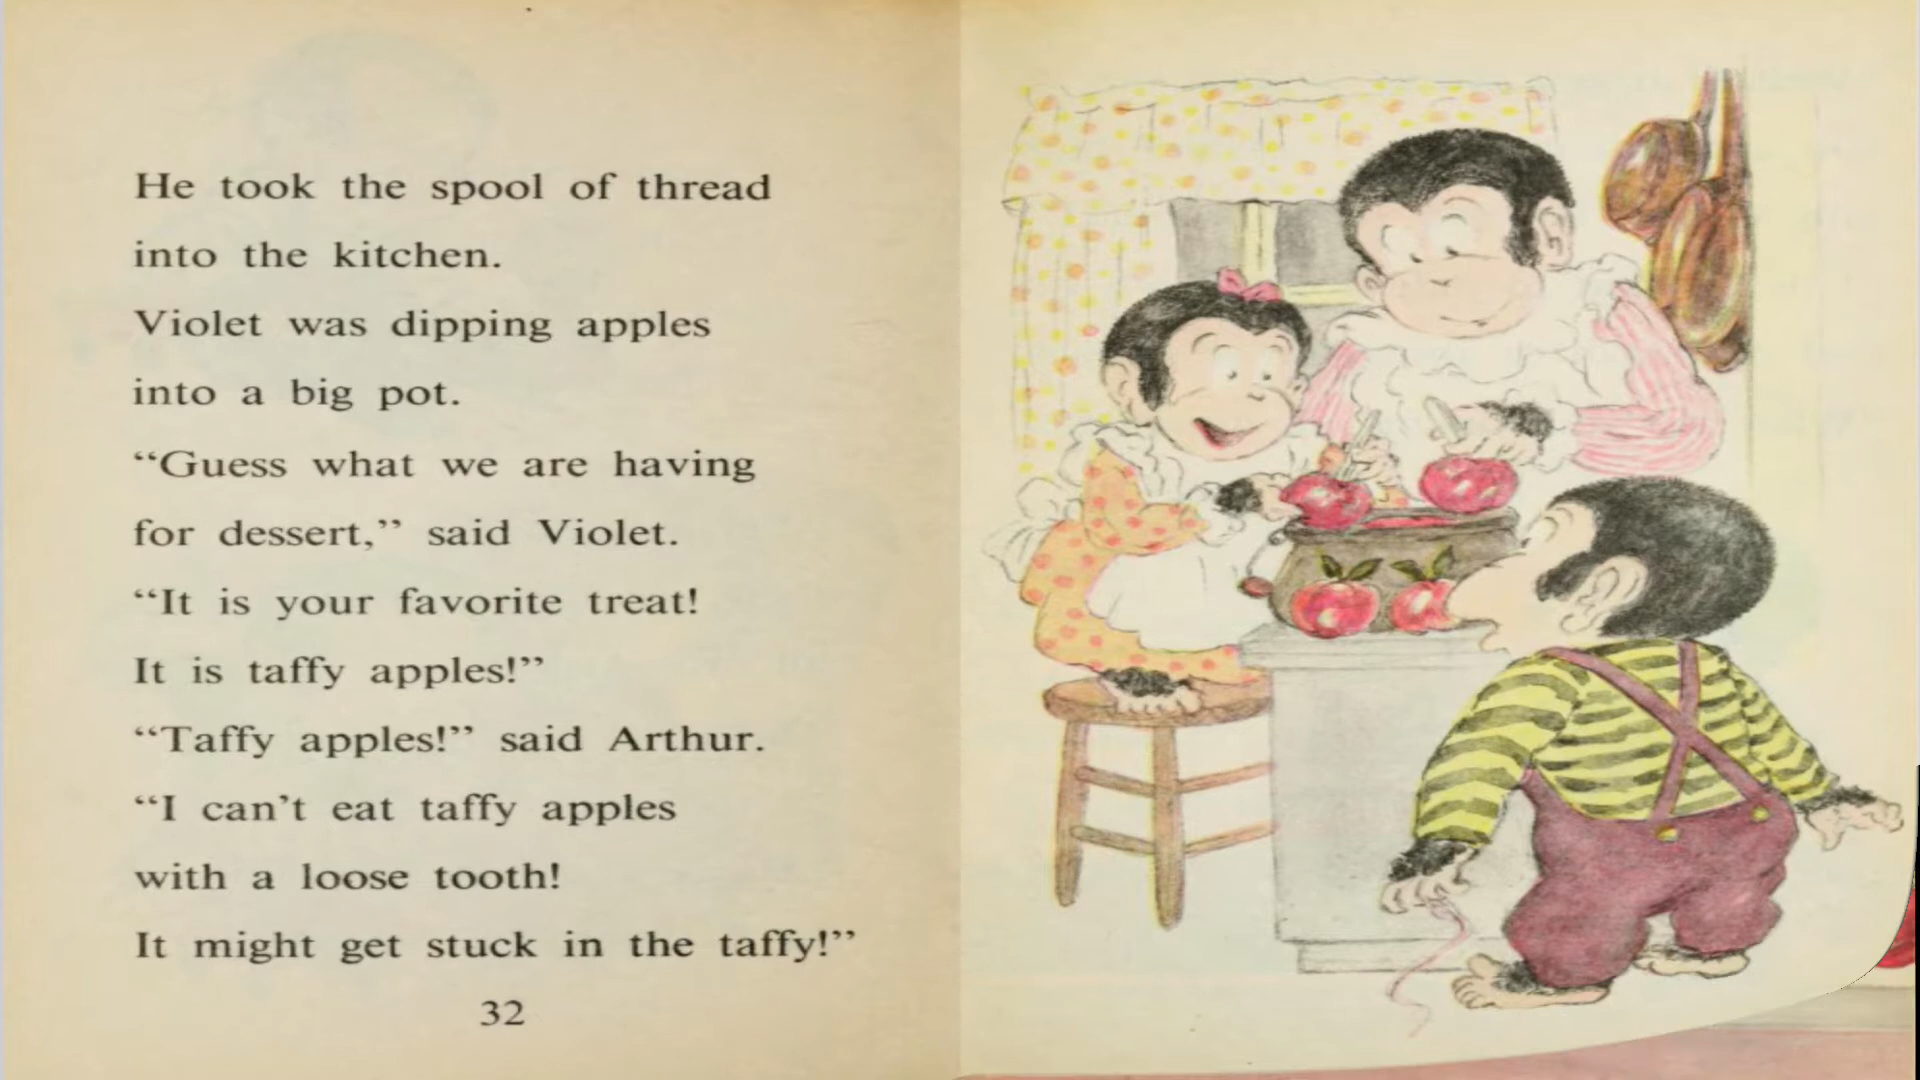 He took the spool of thread
into the kitchen.
Violet was dipping apples
into a big pot.
“Guess what we are having
for dessert,” said Violet.
“It is your favorite treat!
It is taffy apples!”
“Taffy apples!” said Arthur.
“I can’t eat taffy apples
with a loose tooth!
It might get stuck in the taffy!”
32